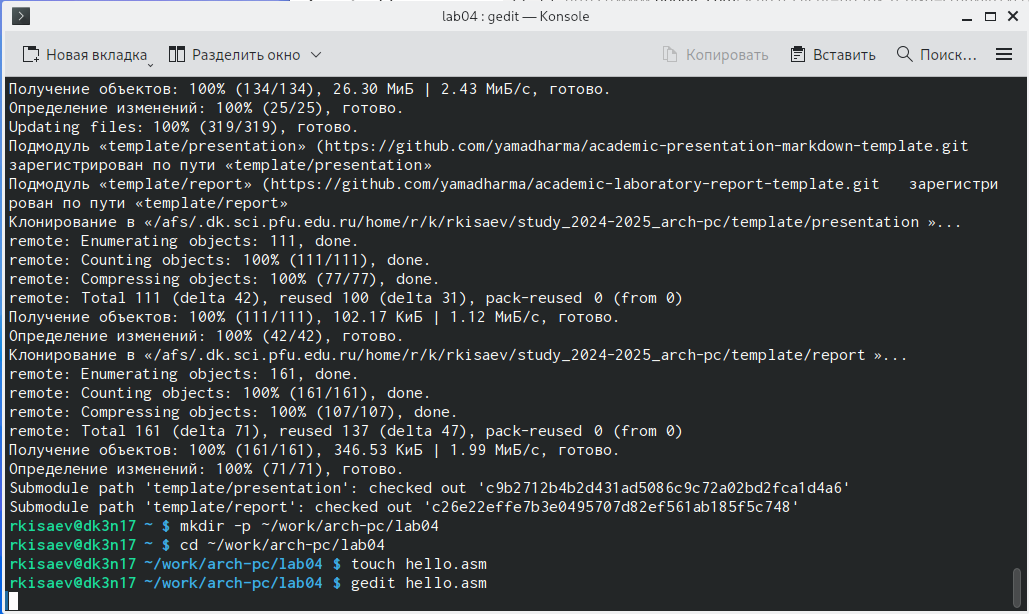 lab04 : gedit — Konsole
Новая вкладка Разделить окно Копировать Вставить Поиск...
Получение объектов: 100% (134/134), 26.30 МиБ | 2.43 МиБ/с, готово.
Определение изменений: 100% (25/25), готово.
Updating files: 100% (319/319), готово.
Подмодуль «template/presentation» (https://github.com/yamadharma/academic-presentation-markdown-template.git
зарегистрирован по пути «template/presentation»
Подмодуль «template/report» (https://github.com/yamadharma/academic-laboratory-report-template.git зарегистри
рован по пути «template/report»
Клонирование в «/afs/.dk.sci.pfu.edu.ru/home/r/k/rkisaev/study_2024-2025_arch-pc/template/presentation »...
remote: Enumerating objects: 111, done.
remote: Counting objects: 100% (111/111), done.
remote: Compressing objects: 100% (77/77), done.
remote: Total 111 (delta 42), reused 100 (delta 31), pack-reused 0 (from 0)
Получение объектов: 100% (111/111), 102.17 КиБ | 1.12 МиБ/с, готово.
Определение изменений: 100% (42/42), готово.
Клонирование в «/afs/.dk.sci.pfu.edu.ru/home/r/k/rkisaev/study_2024-2025_arch-pc/template/report »...
remote: Enumerating objects: 161, done.
remote: Counting objects: 100% (161/161), done.
remote: Compressing objects: 100% (107/107), done.
remote: Total 161 (delta 71), reused 137 (delta 47), pack-reused 0 (from 0)
Получение объектов: 100% (161/161), 346.53 КиБ | 1.99 МиБ/с, готово.
Определение изменений: 100% (71/71), готово.
Submodule path 'template/presentation': checked out 'c9b2712b4b2d431ad5086c9c72a02bd2fca1d4a6'
Submodule path 'template/report': checked out 'c26e22effe7b3e0495707d82ef561ab185f5c748'
rkisaev@dk3n17 ~ $ mkdir -p ~/work/arch-pc/lab04
rkisaev@dk3n17 ~ $ cd ~/work/arch-pc/lab04
rkisaev@dk3n17 ~/work/arch-pc/lab04 $ touch hello.asm
rkisaev@dk3n17 ~/work/arch-pc/lab04 $ gedit hello.asm